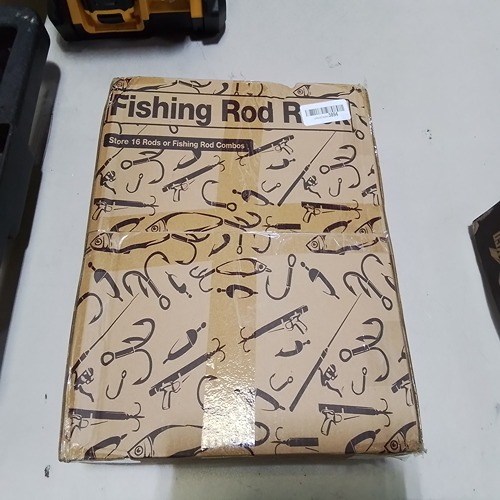 Fishing Rod R
Store 16 Rods or Fishing Rod Combos